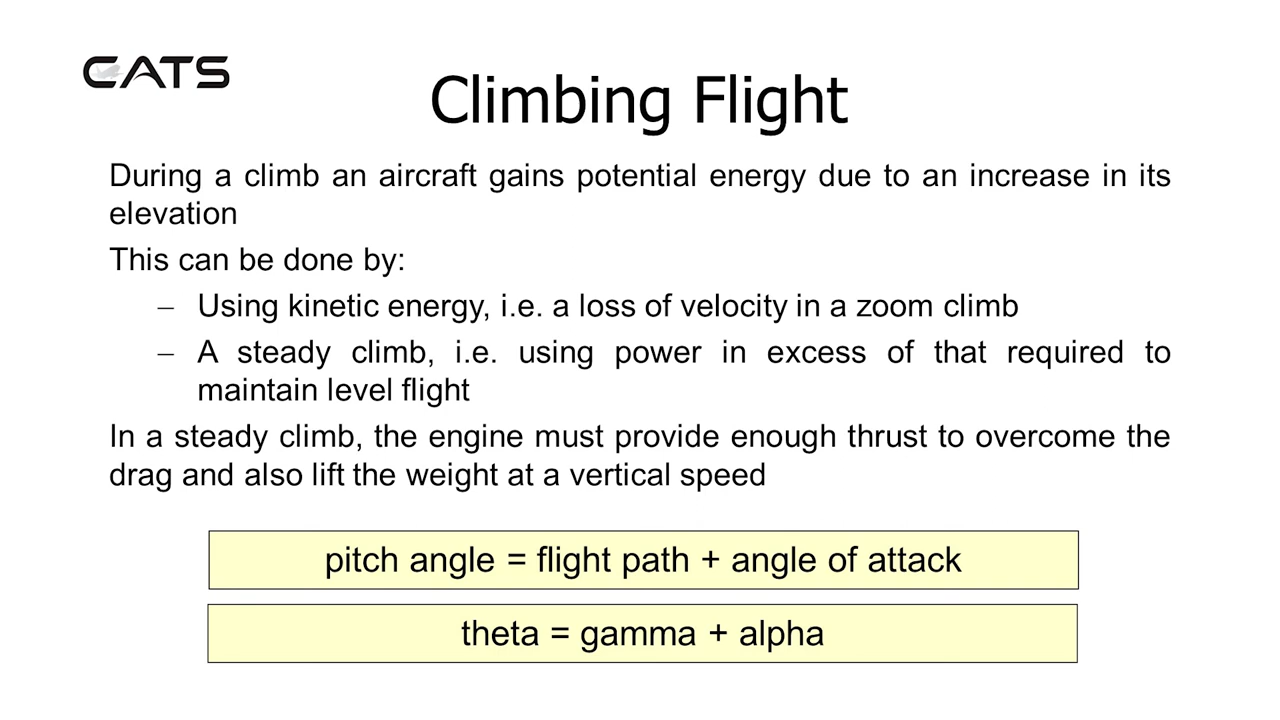 CATS
Climbing Flight
During a climb an aircraft gains potential energy due to an increase in its
elevation
This can be done by:
– Using kinetic energy, i.e. a loss of velocity in a zoom climb
– A steady climb, i.e. using power in excess of that required to
maintain level flight
In a steady climb, the engine must provide enough thrust to overcome the
drag and also lift the weight at a vertical speed
pitch angle = flight path + angle of attack
theta = gamma + alpha